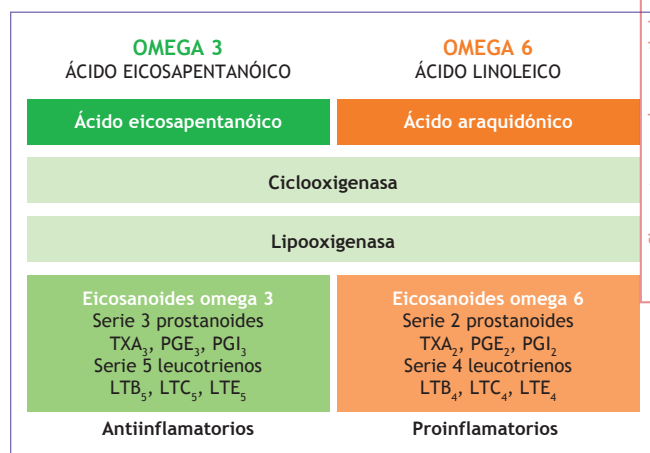 OMEGA 3
ÁCIDO EICOSAPENTANÓICO
OMEGA 6
ÁCIDO LINOLEICO
Ácido eicosapentanóico
Ácido araquidónico
Ciclooxigenasa
Lipooxigenasa
Eicosanoides omega 3
Serie 3 prostanoides
TXA₃, PGE₃, PGI₃
Serie 5 leucotrienos
LTB₅, LTC₅, LTE₅
Eicosanoides omega 6
Serie 2 prostanoides
TXA₂, PGE₂, PGI₂
Serie 4 leucotrienos
LTB₄, LTC₄, LTE₄
Antiinflamatorios
Proinflamatorios